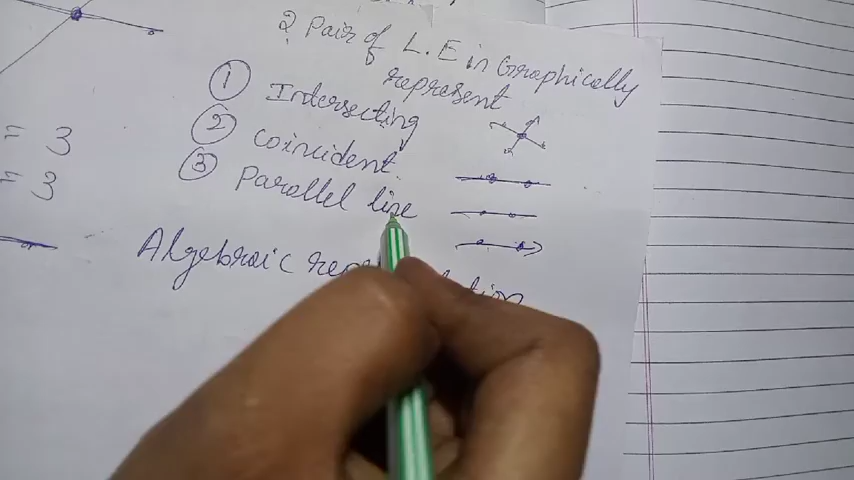 2 Pair of L.E in Graphically
represent
① Intersecting
② Coincident
③ Parallel line
Algebraic
= 3
= 3